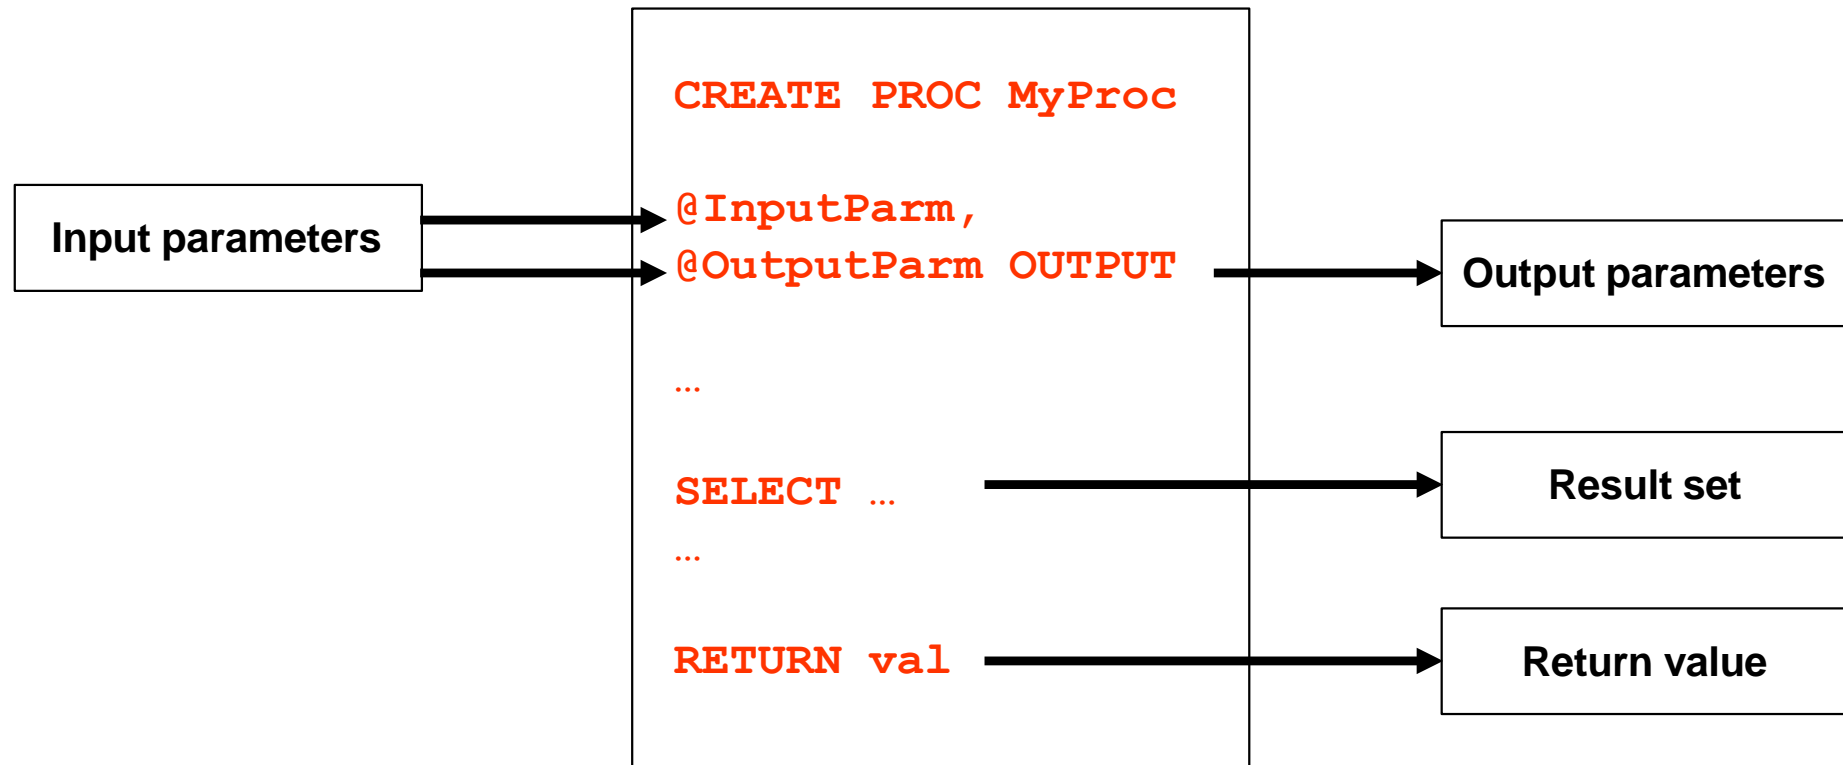 Input parameters
CREATE PROC MyProc
@InputParm,
@OutputParm OUTPUT
…
SELECT …
…
RETURN val
Output parameters
Result set
Return value